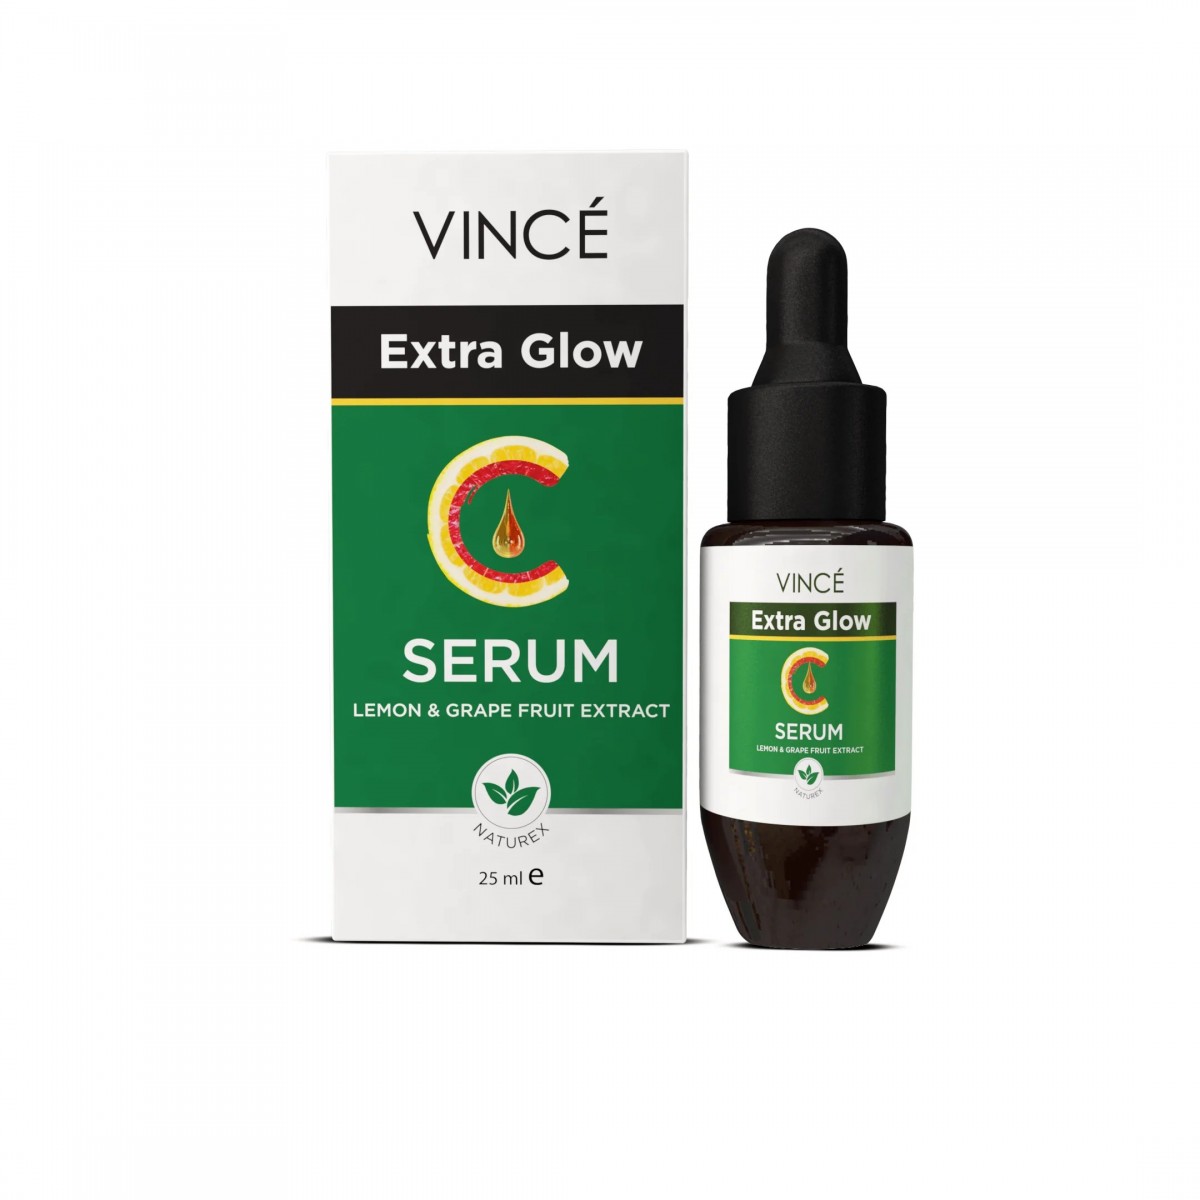 VINCÉ
Extra Glow
C
SERUM
LEMON & GRAPE FRUIT EXTRACT
NATUREX
25 ml e
VINCÉ
Extra Glow
C
SERUM
LEMON & GRAPE FRUIT EXTRACT
NATUREX